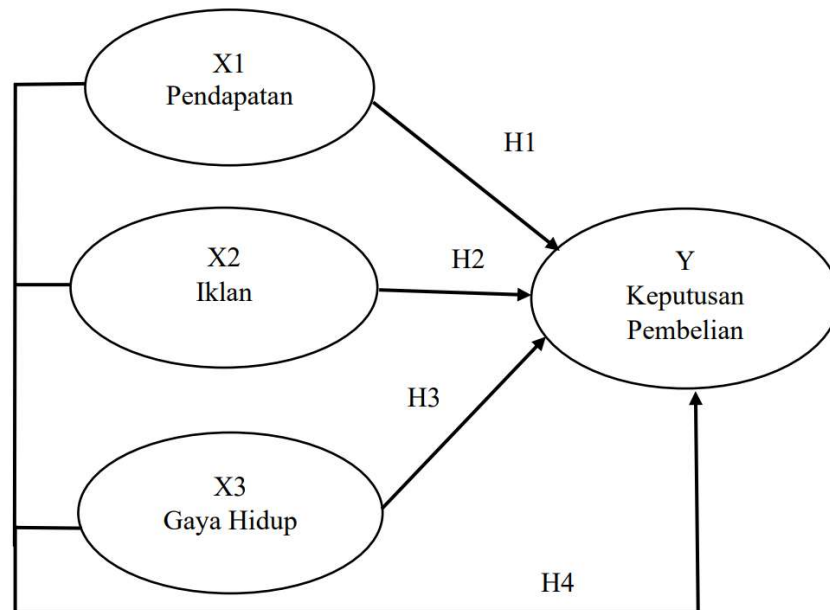 X1
Pendapatan
H1
X2
Iklan
H2
Y
Keputusan
Pembelian
H3
X3
Gaya Hidup
H4